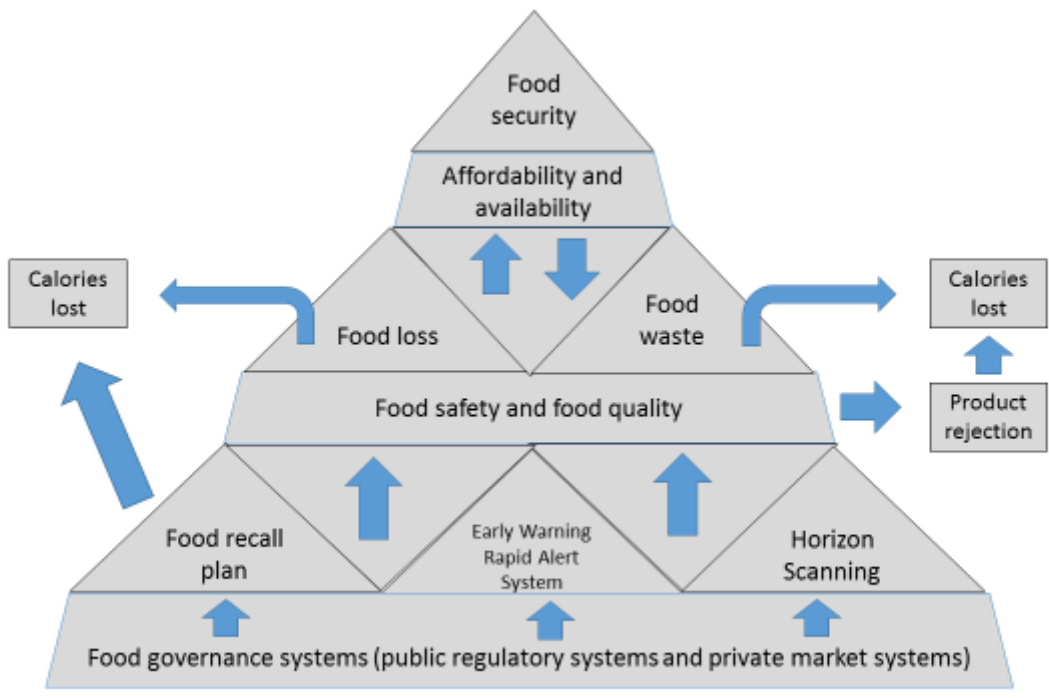 Food
security
Affordability and
availability
Calories
lost
Food loss
Food
waste
Calories
lost
Food safety and food quality
Product
rejection
Food recall
plan
Early Warning
Rapid Alert
System
Horizon
Scanning
Food governance systems (public regulatory systems and private market systems)